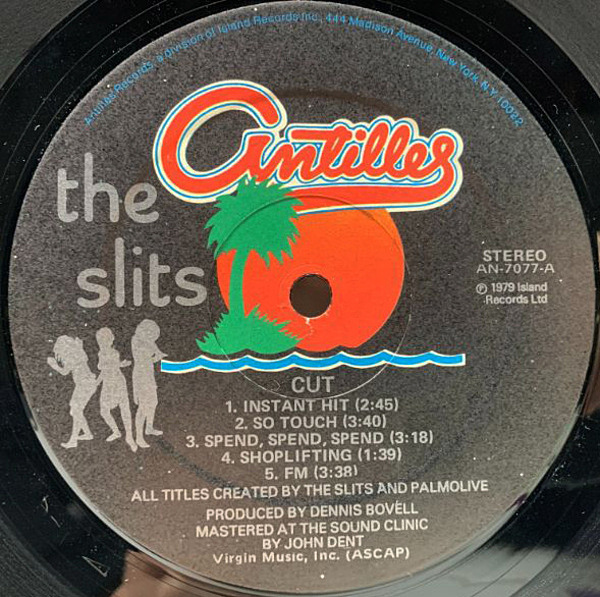 Antilles Records, a division of Island Records Inc., 444 Madison Avenue, New York, N.Y. 10022
Antilles
the
slits
STEREO
AN-7077-A
℗ 1979 Island
Records Ltd
CUT
1. INSTANT HIT (2:45)
2. SO TOUCH (3:40)
3. SPEND, SPEND, SPEND (3:18)
4. SHOPLIFTING (1:39)
5. FM (3:38)
ALL TITLES CREATED BY THE SLITS AND PALMOLIVE
PRODUCED BY DENNIS BOVELL
MASTERED AT THE SOUND CLINIC
BY JOHN DENT
Virgin Music, Inc. (ASCAP)